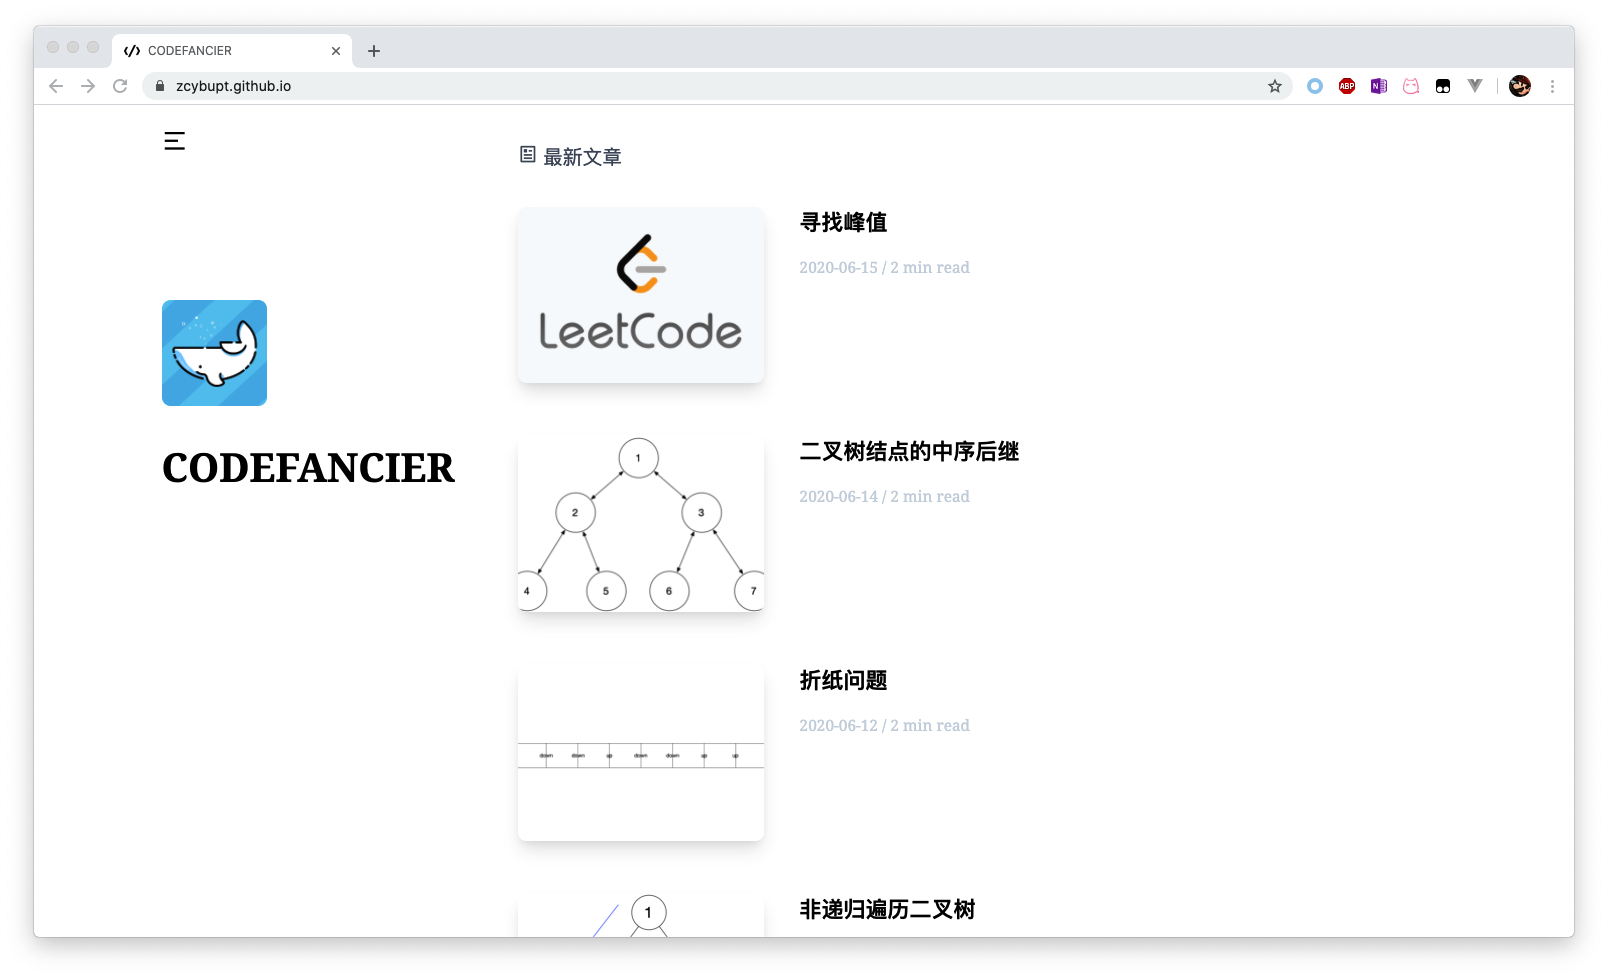 CODEFANCIER
zcybupt.github.io
ABP
N
最新文章
LeetCode
寻找峰值
2020-06-15 / 2 min read
CODEFANCIER
1
2 3
4 5 6 7
二叉树结点的中序后继
2020-06-14 / 2 min read
down down up down down up up
折纸问题
2020-06-12 / 2 min read
1
非递归遍历二叉树